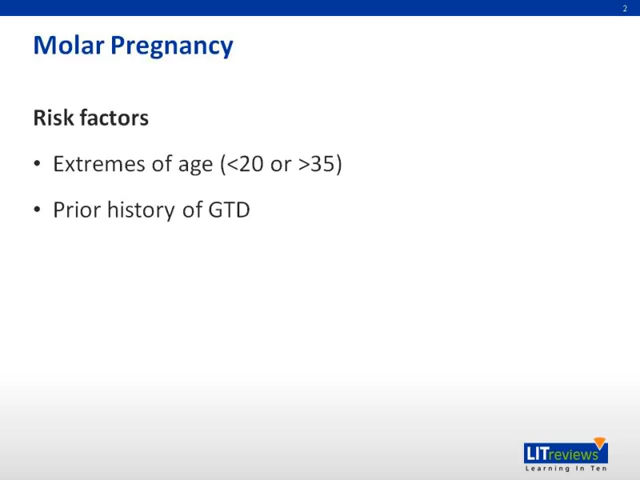 2
Molar Pregnancy
Risk factors
• Extremes of age (<20 or >35)
• Prior history of GTD
LITreviews
Learning In Ten